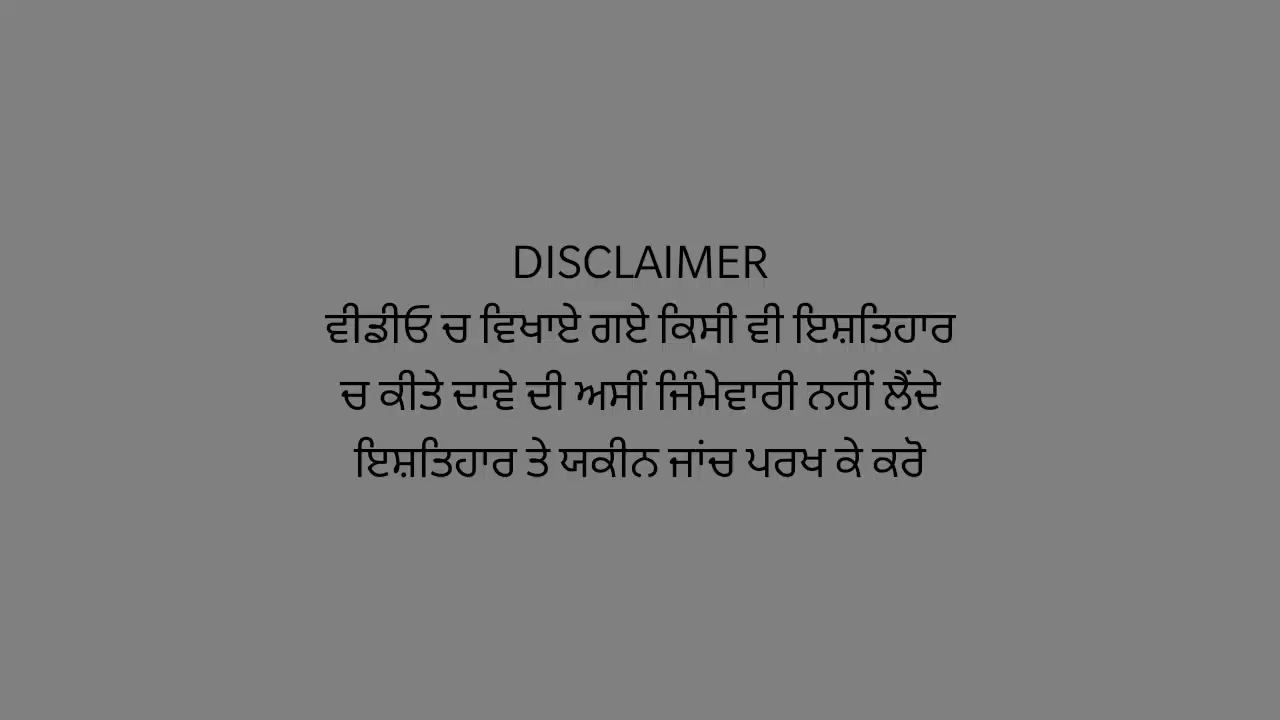 DISCLAIMER
ਵੀਡੀਓ ਚ ਵਿਖਾਏ ਗਏ ਕਿਸੀ ਵੀ ਇਸ਼ਤਿਹਾਰ
ਚ ਕੀਤੇ ਦਾਵੇ ਦੀ ਅਸੀਂ ਜਿੰਮੇਵਾਰੀ ਨਹੀਂ ਲੈਂਦੇ
ਇਸ਼ਤਿਹਾਰ ਤੇ ਯਕੀਨ ਜਾਂਚ ਪਰਖ ਕੇ ਕਰੋ